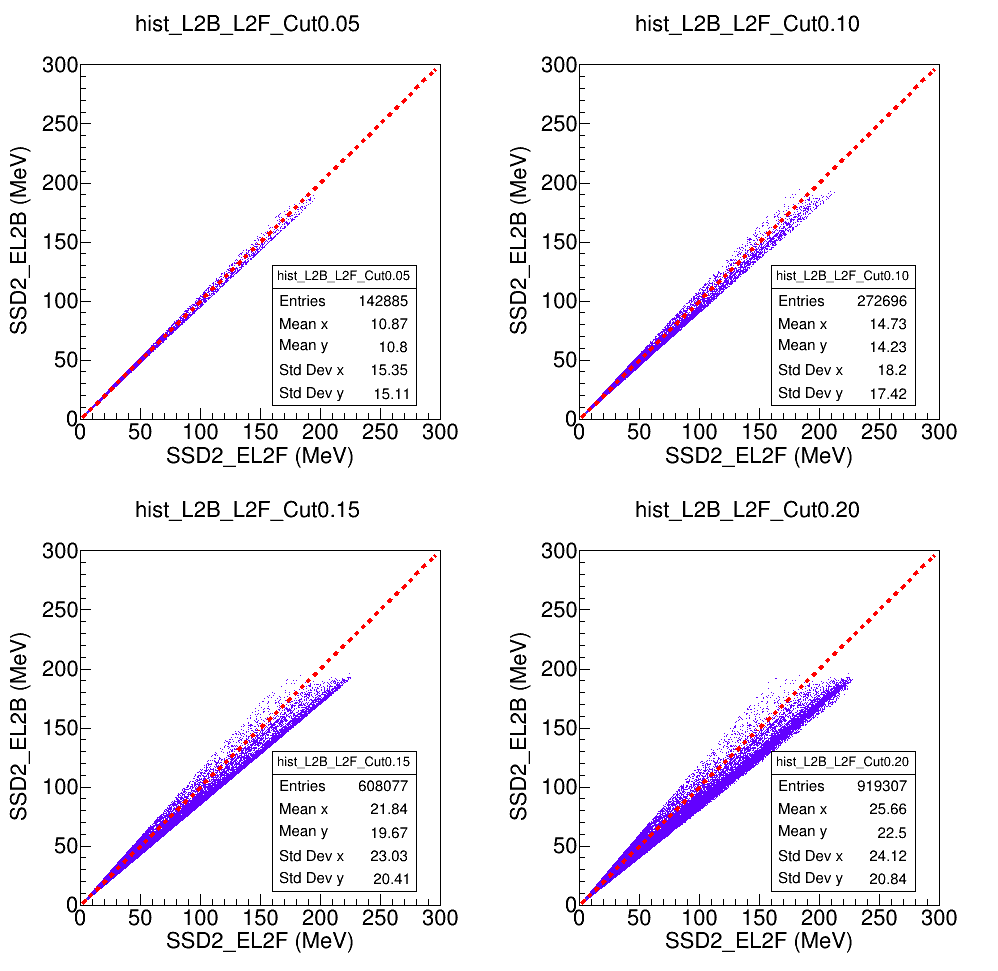 hist_L2B_L2F_Cut0.05
300
250
200
150
100
50
0
SSD2_EL2B (MeV)
hist_L2B_L2F_Cut0.05
Entries 142885
Mean x 10.87
Mean y 10.8
Std Dev x 15.35
Std Dev y 15.11
0 50 100 150 200 250 300
SSD2_EL2F (MeV)
hist_L2B_L2F_Cut0.10
300
250
200
150
100
50
0
SSD2_EL2B (MeV)
hist_L2B_L2F_Cut0.10
Entries 272696
Mean x 14.73
Mean y 14.23
Std Dev x 18.2
Std Dev y 17.42
0 50 100 150 200 250 300
SSD2_EL2F (MeV)
hist_L2B_L2F_Cut0.15
300
250
200
150
100
50
0
SSD2_EL2B (MeV)
hist_L2B_L2F_Cut0.15
Entries 608077
Mean x 21.84
Mean y 19.67
Std Dev x 23.03
Std Dev y 20.41
0 50 100 150 200 250 300
SSD2_EL2F (MeV)
hist_L2B_L2F_Cut0.20
300
250
200
150
100
50
0
SSD2_EL2B (MeV)
hist_L2B_L2F_Cut0.20
Entries 919307
Mean x 25.66
Mean y 22.5
Std Dev x 24.12
Std Dev y 20.84
0 50 100 150 200 250 300
SSD2_EL2F (MeV)